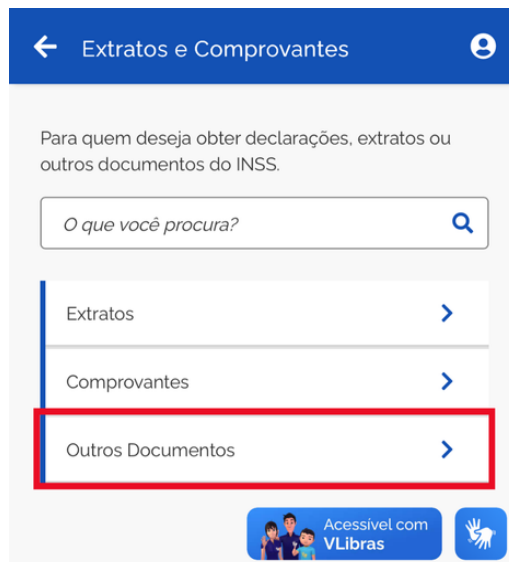 Extratos e Comprovantes
Para quem deseja obter declarações, extratos ou
outros documentos do INSS.
O que você procura?
Extratos
Comprovantes
Outros Documentos
Acessível com
VLibras